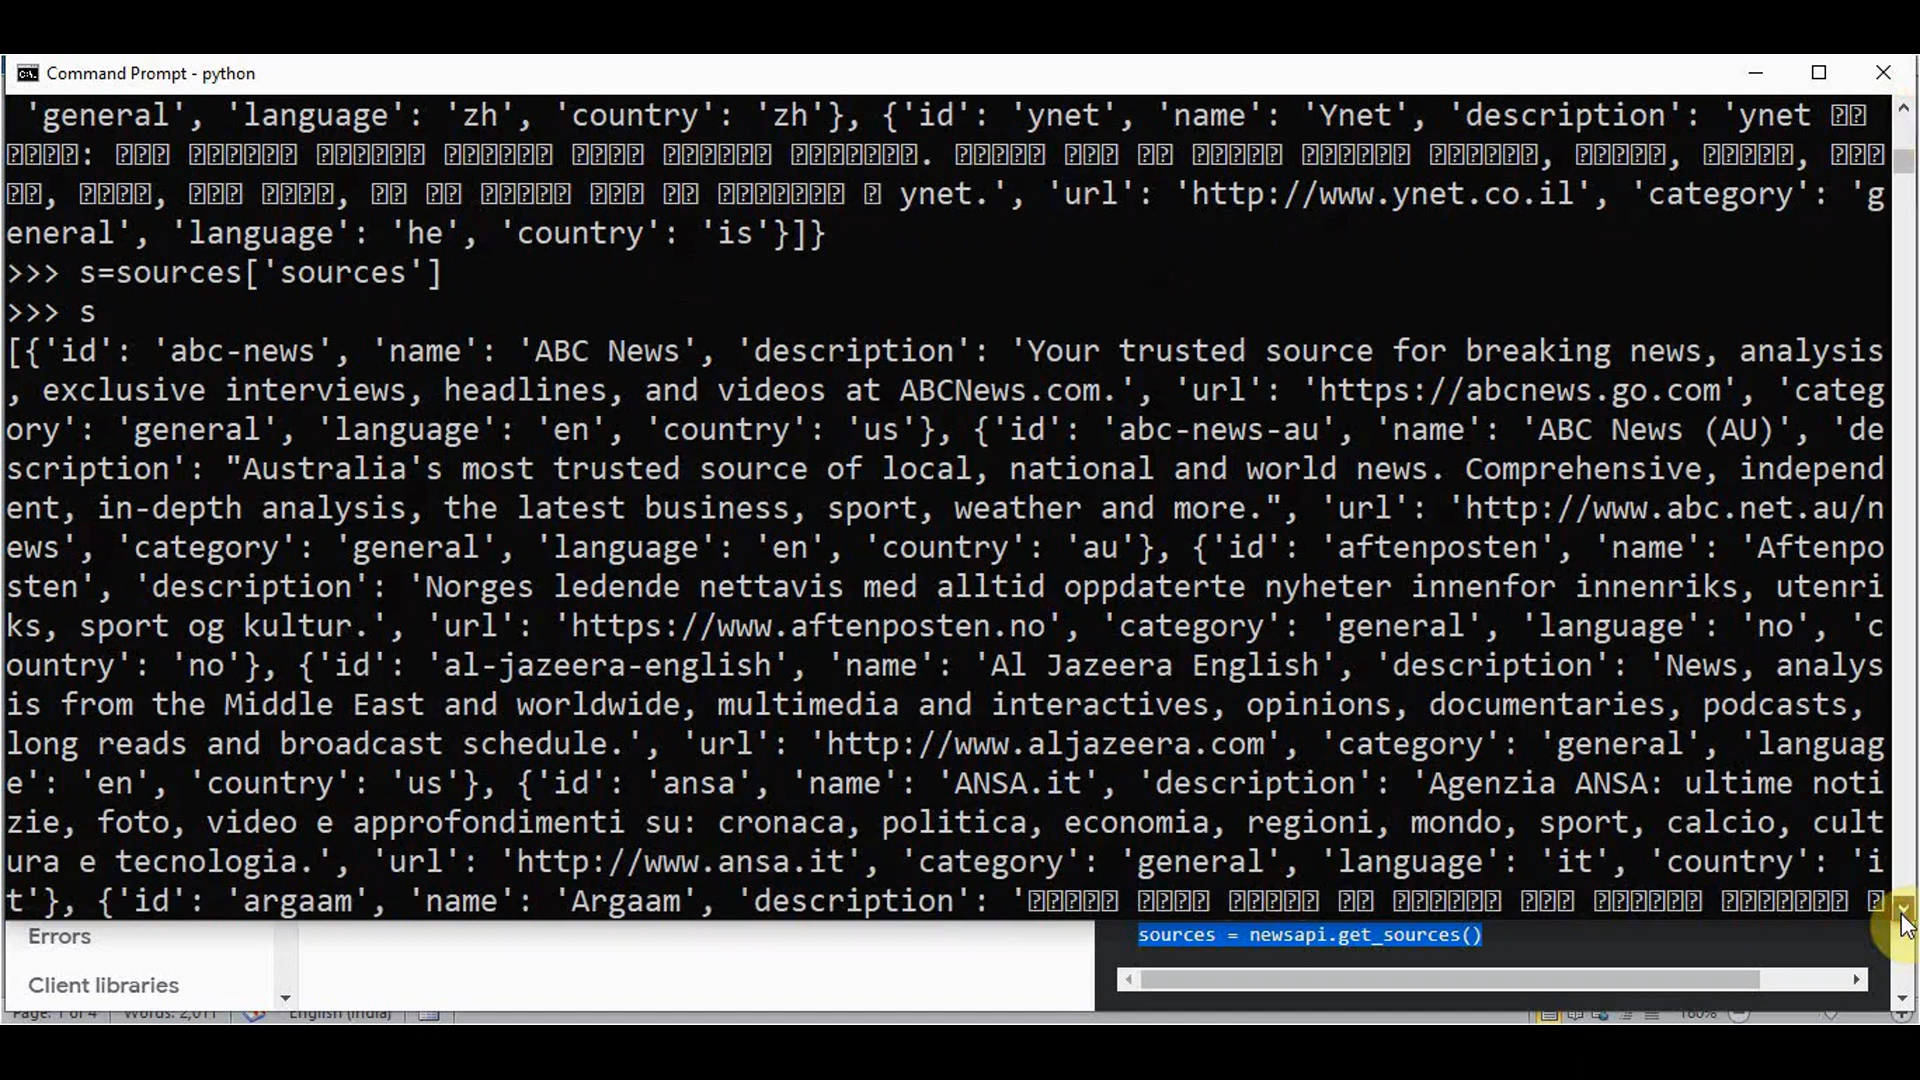 Command Prompt - python
'general', 'language': 'zh', 'country': 'zh'}, {'id': 'ynet', 'name': 'Ynet', 'description': 'ynet
ynet.', 'url': 'http://www.ynet.co.il', 'category': 'g
eneral', 'language': 'he', 'country': 'is'}]}
>>> s=sources['sources']
>>> s
[{'id': 'abc-news', 'name': 'ABC News', 'description': 'Your trusted source for breaking news, analysis
, exclusive interviews, headlines, and videos at ABCNews.com.', 'url': 'https://abcnews.go.com', 'categ
ory': 'general', 'language': 'en', 'country': 'us'}, {'id': 'abc-news-au', 'name': 'ABC News (AU)', 'de
scription': "Australia's most trusted source of local, national and world news. Comprehensive, independ
ent, in-depth analysis, the latest business, sport, weather and more.", 'url': 'http://www.abc.net.au/n
ews', 'category': 'general', 'language': 'en', 'country': 'au'}, {'id': 'aftenposten', 'name': 'Aftenpo
sten', 'description': 'Norges ledende nettavis med alltid oppdaterte nyheter innenfor innenriks, utenri
ks, sport og kultur.', 'url': 'https://www.aftenposten.no', 'category': 'general', 'language': 'no', 'c
ountry': 'no'}, {'id': 'al-jazeera-english', 'name': 'Al Jazeera English', 'description': 'News, analys
is from the Middle East and worldwide, multimedia and interactives, opinions, documentaries, podcasts,
long reads and broadcast schedule.', 'url': 'http://www.aljazeera.com', 'category': 'general', 'languag
e': 'en', 'country': 'us'}, {'id': 'ansa', 'name': 'ANSA.it', 'description': 'Agenzia ANSA: ultime noti
zie, foto, video e approfondimenti su: cronaca, politica, economia, regioni, mondo, sport, calcio, cult
ura e tecnologia.', 'url': 'http://www.ansa.it', 'category': 'general', 'language': 'it', 'country': 'i
t'}, {'id': 'argaam', 'name': 'Argaam', 'description': '
Errors
sources = newsapi.get_sources()
Client libraries
Page: 1 of 4 Words: 2,011 English (India) 160%